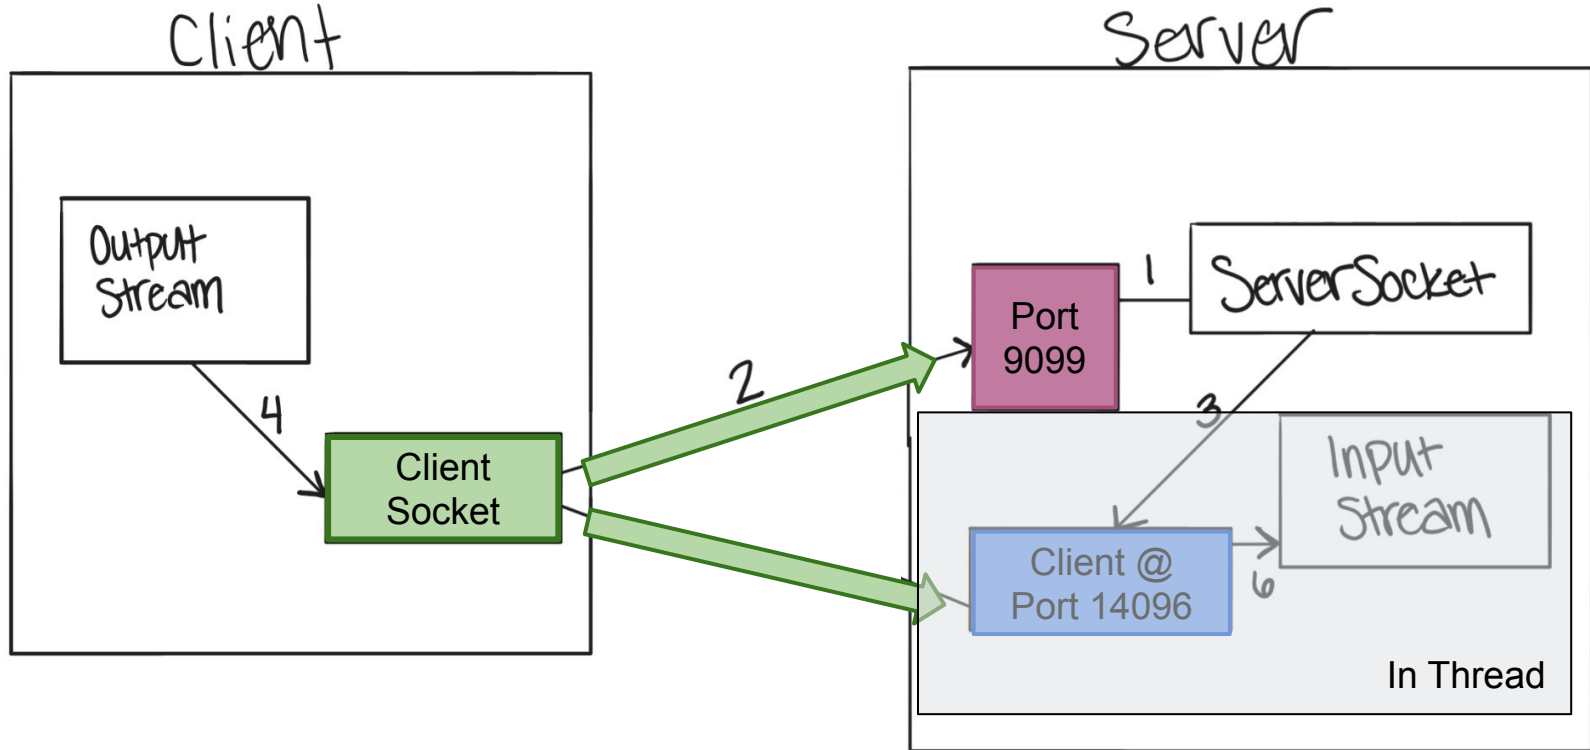 Client
Server
Output
Stream
4
Client
Socket
2
Port
9099
1
ServerSocket
3
Input
Stream
Client @
Port 14096
6
In Thread